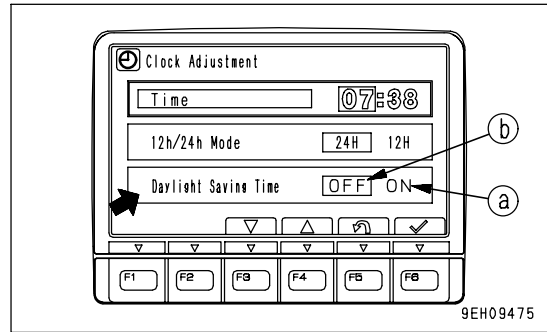 Clock Adjustment
Time 07:38
12h/24h Mode 24H 12H
Daylight Saving Time OFF ON
b
a
F1 F2 F3 F4 F5 F6
9EH09475